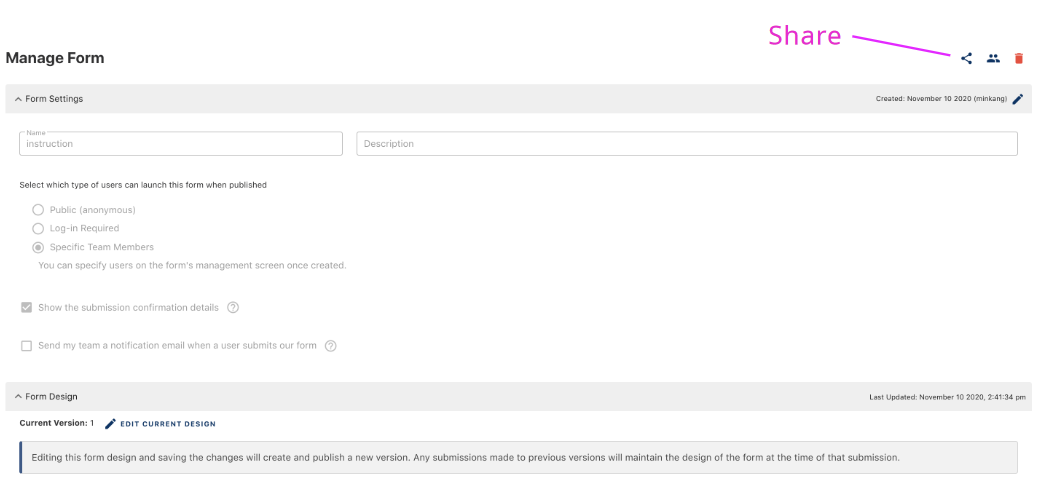 Share
Manage Form
Form Settings
Created: November 10 2020 (minkang)
Name
instruction
Description
Select which type of users can launch this form when published
Public (anonymous)
Log-in Required
Specific Team Members
You can specify users on the form's management screen once created.
Show the submission confirmation details
Send my team a notification email when a user submits our form
Form Design
Last Updated: November 10 2020, 2:41:34 pm
Current Version: 1
EDIT CURRENT DESIGN
Editing this form design and saving the changes will create and publish a new version. Any submissions made to previous versions will maintain the design of the form at the time of that submission.